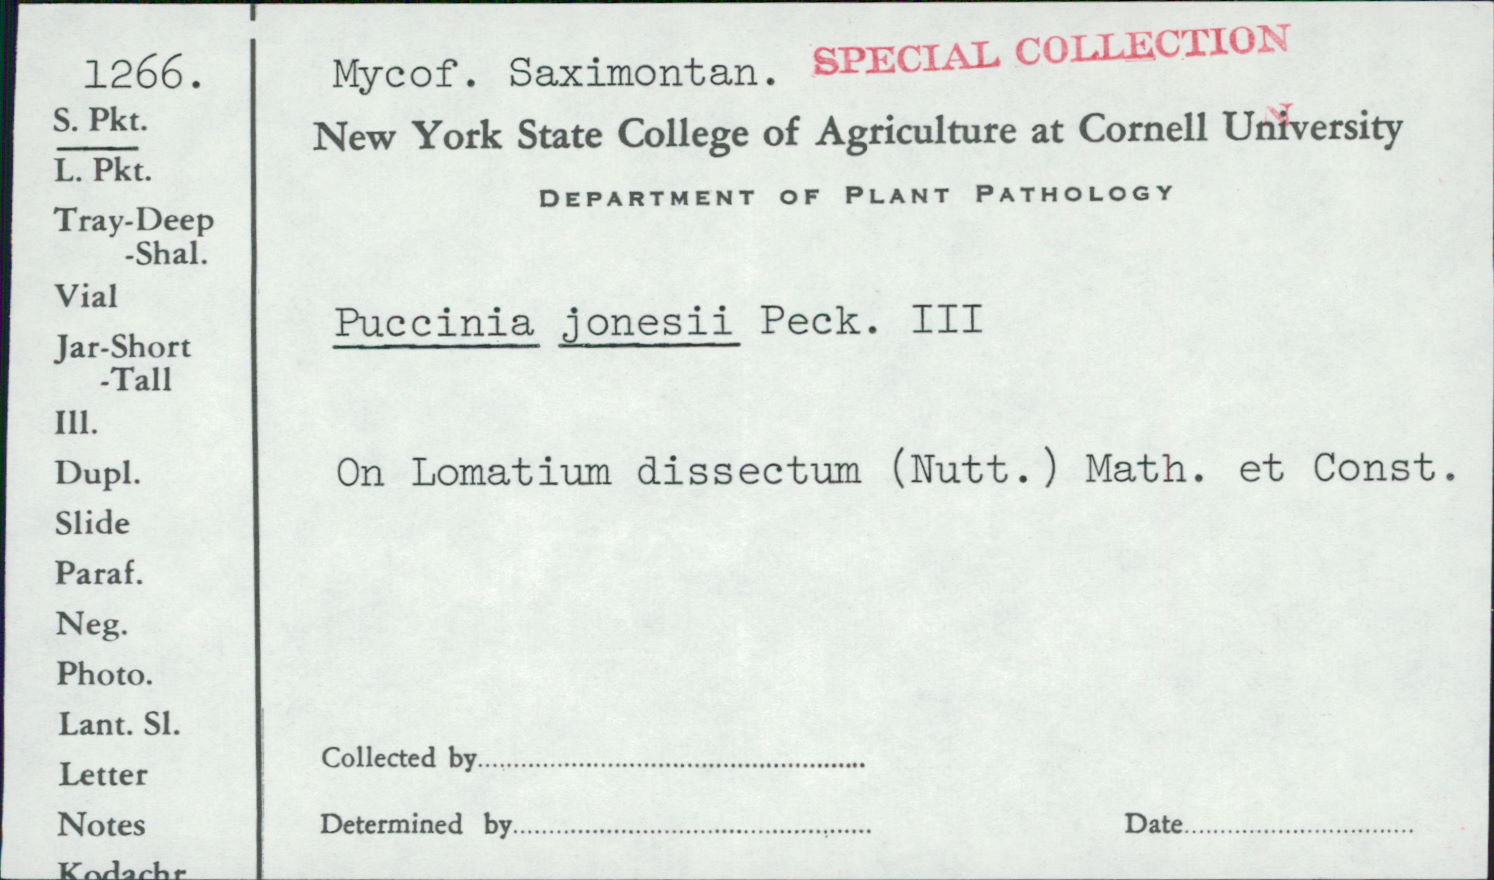 1266.
S. Pkt.
L. Pkt.
Tray-Deep
-Shal.
Vial
Jar-Short
-Tall
Ill.
Dupl.
Slide
Paraf.
Neg.
Photo.
Lant. Sl.
Letter
Notes
Kodachr
Mycof. Saximontan. SPECIAL COLLECTION
New York State College of Agriculture at Cornell University
N
DEPARTMENT OF PLANT PATHOLOGY
Puccinia jonesii Peck. III
On Lomatium dissectum (Nutt.) Math. et Const.
Collected by
Determined by Date